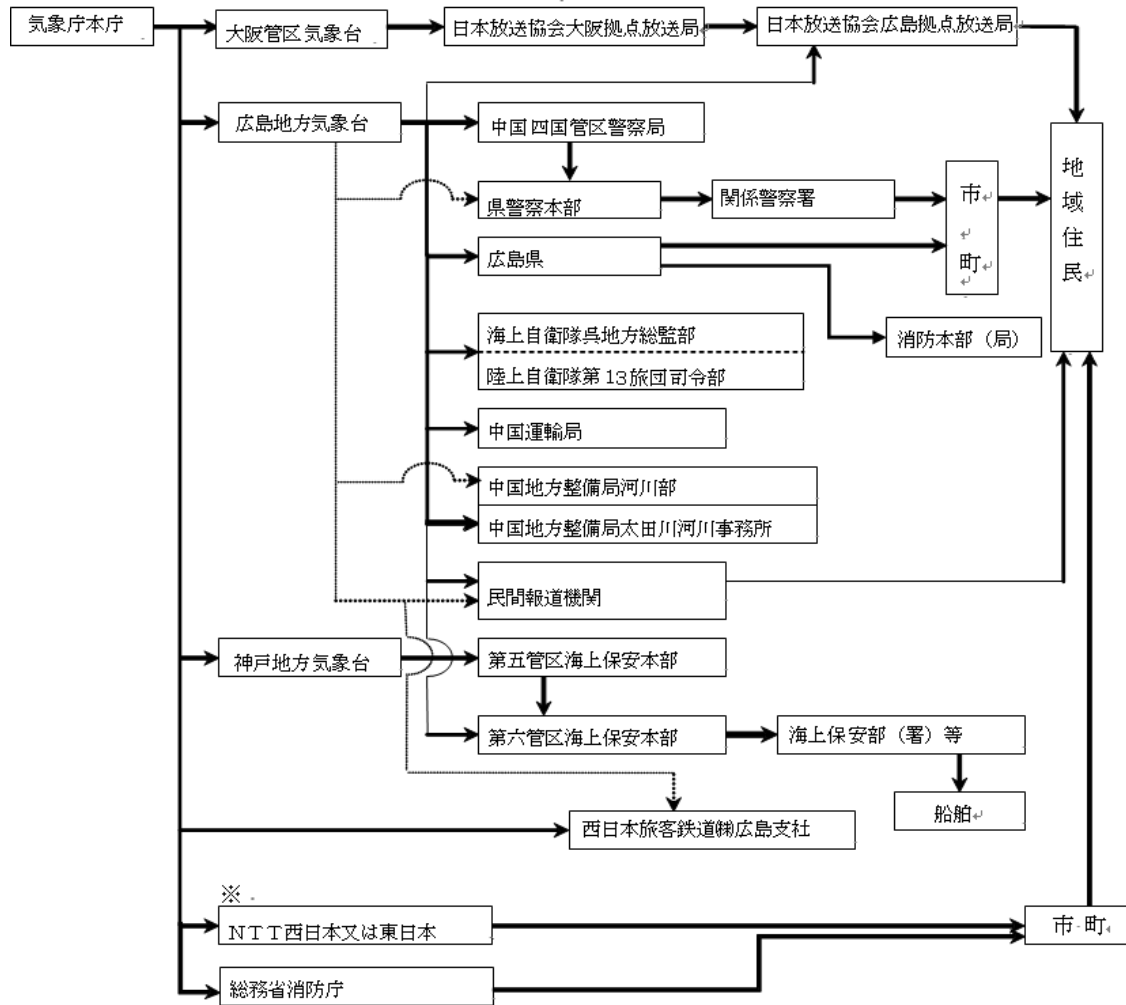 気象庁本庁
大阪管区気象台
日本放送協会大阪拠点放送局
日本放送協会広島拠点放送局
広島地方気象台
中国四国管区警察局
地域住民
県警察本部
関係警察署
市町
広島県
海上自衛隊呉地方総監部
陸上自衛隊第13旅団司令部
消防本部(局)
中国運輸局
中国地方整備局河川部
中国地方整備局太田川河川事務所
民間報道機関
神戸地方気象台
第五管区海上保安本部
第六管区海上保安本部
海上保安部(署)等
船舶
西日本旅客鉄道㈱広島支社
※
NTT西日本又は東日本
市・町
総務省消防庁